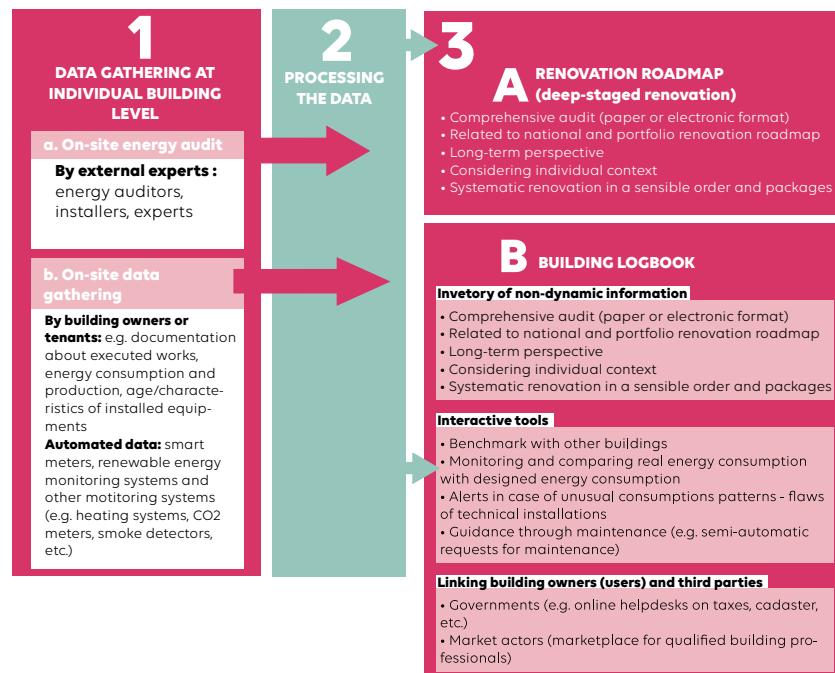 1
DATA GATHERING AT
INDIVIDUAL BUILDING
LEVEL
a. On-site energy audit
By external experts :
energy auditors,
installers, experts
b. On-site data
gathering
By building owners or
tenants: e.g. documentation
about executed works,
energy consumption and
production, age/characte-
ristics of installed equip-
ments
Automated data: smart
meters, renewable energy
monitoring systems and
other motitoring systems
(e.g. heating systems, CO2
meters, smoke detectors,
etc.)
2
PROCESSING
THE DATA
3
A RENOVATION ROADMAP
(deep-staged renovation)
• Comprehensive audit (paper or electronic format)
• Related to national and portfolio renovation roadmap
• Long-term perspective
• Considering individual context
• Systematic renovation in a sensible order and packages
B BUILDING LOGBOOK
Invetory of non-dynamic information
• Comprehensive audit (paper or electronic format)
• Related to national and portfolio renovation roadmap
• Long-term perspective
• Considering individual context
• Systematic renovation in a sensible order and packages
Interactive tools
• Benchmark with other buildings
• Monitoring and comparing real energy consumption
with designed energy consumption
• Alerts in case of unusual consumptions patterns - flaws
of technical installations
• Guidance through maintenance (e.g. semi-automatic
requests for maintenance)
Linking building owners (users) and third parties
• Governments (e.g. online helpdesks on taxes, cadaster,
etc.)
• Market actors (marketplace for qualified building pro-
fessionals)